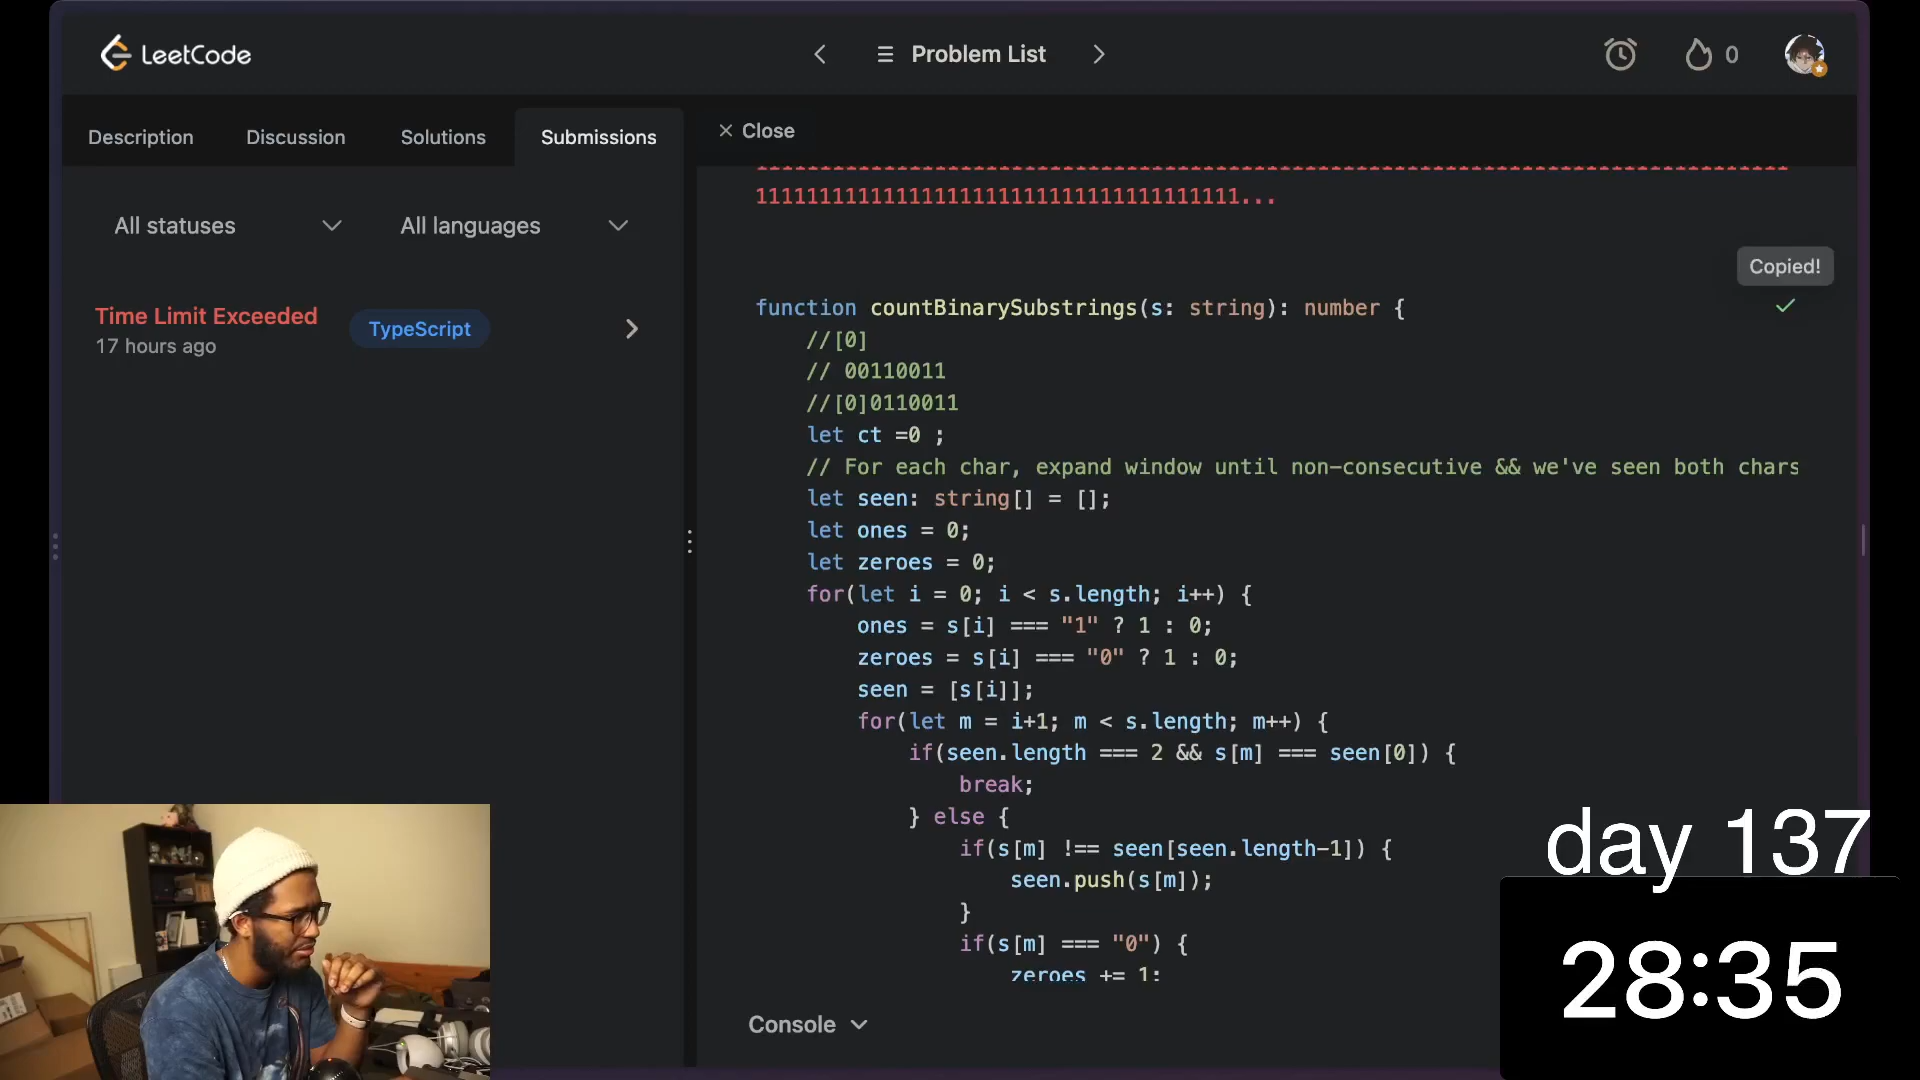 LeetCode
Problem List
0
Description
Discussion
Solutions
Submissions
Close
All statuses
All languages
Time Limit Exceeded
TypeScript
17 hours ago
11111111111111111111111111111111111111...
Copied!
function countBinarySubstrings(s: string): number {
//[0]
// 00110011
//[0]0110011
let ct =0 ;
// For each char, expand window until non-consecutive && we've seen both chars
let seen: string[] = [];
let ones = 0;
let zeroes = 0;
for(let i = 0; i < s.length; i++) {
ones = s[i] === "1" ? 1 : 0;
zeroes = s[i] === "0" ? 1 : 0;
seen = [s[i]];
for(let m = i+1; m < s.length; m++) {
if(seen.length === 2 && s[m] === seen[0]) {
break;
} else {
if(s[m] !== seen[seen.length-1]) {
seen.push(s[m]);
}
if(s[m] === "0") {
zeroes += 1;
Console
day 137
28:35